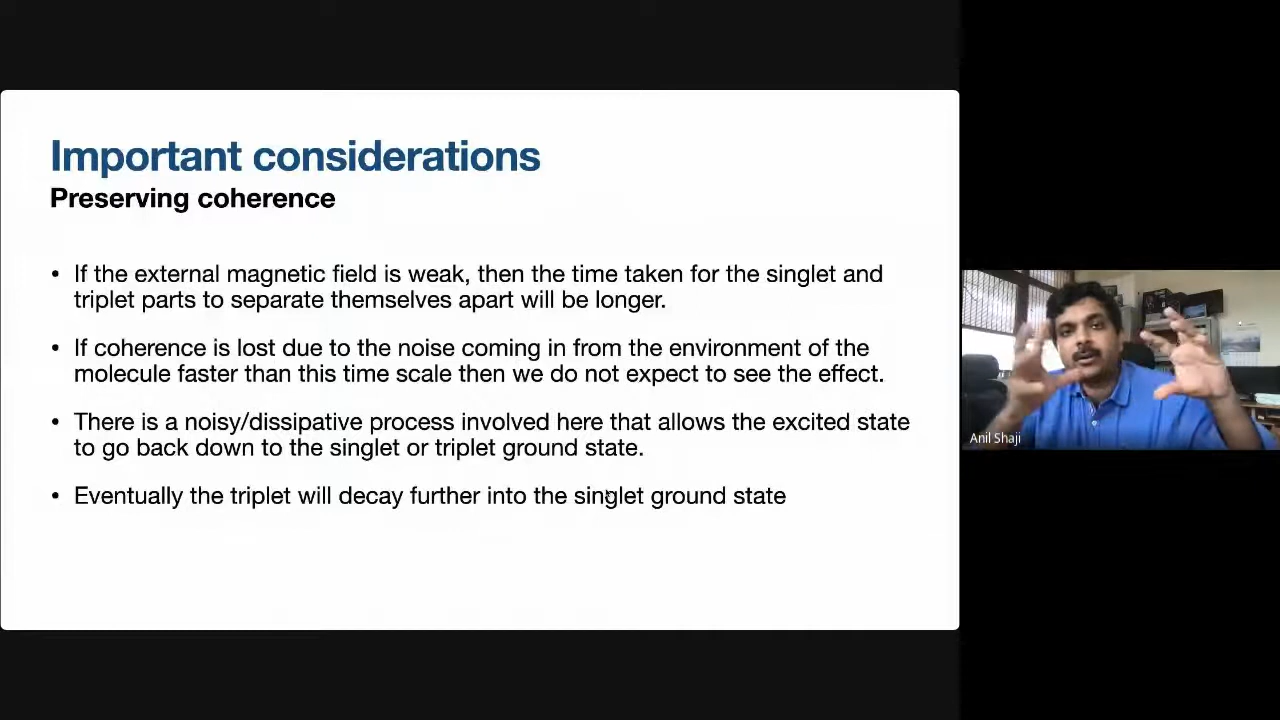 Important considerations
Preserving coherence
• If the external magnetic field is weak, then the time taken for the singlet and
triplet parts to separate themselves apart will be longer.
• If coherence is lost due to the noise coming in from the environment of the
molecule faster than this time scale then we do not expect to see the effect.
• There is a noisy/dissipative process involved here that allows the excited state
to go back down to the singlet or triplet ground state.
• Eventually the triplet will decay further into the singlet ground state
Anil Shaji